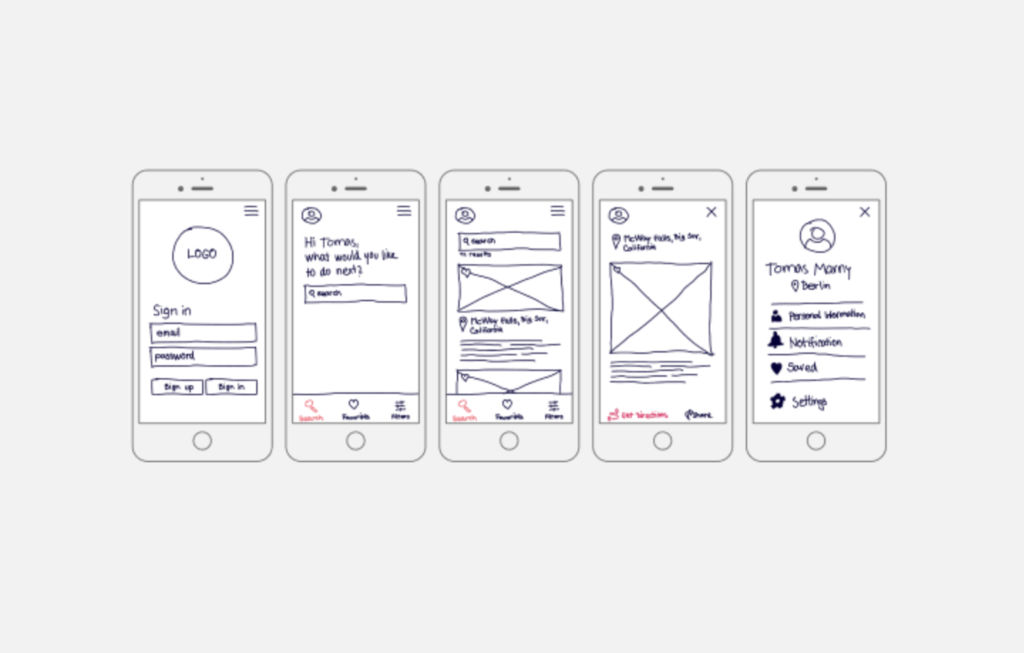 LOGO
Sign in
email
password
Sign up
Sign in
Hi Tomas,
what would you like
to do next?
search
Search
Favorites
Filters
search
results
McWay Falls, Big Sur,
California
Search
Favorites
Filters
McWay Falls, Big Sur,
California
Get Directions
Share
Tomas Manny
Berlin
Personal Information
Notification
Saved
Settings